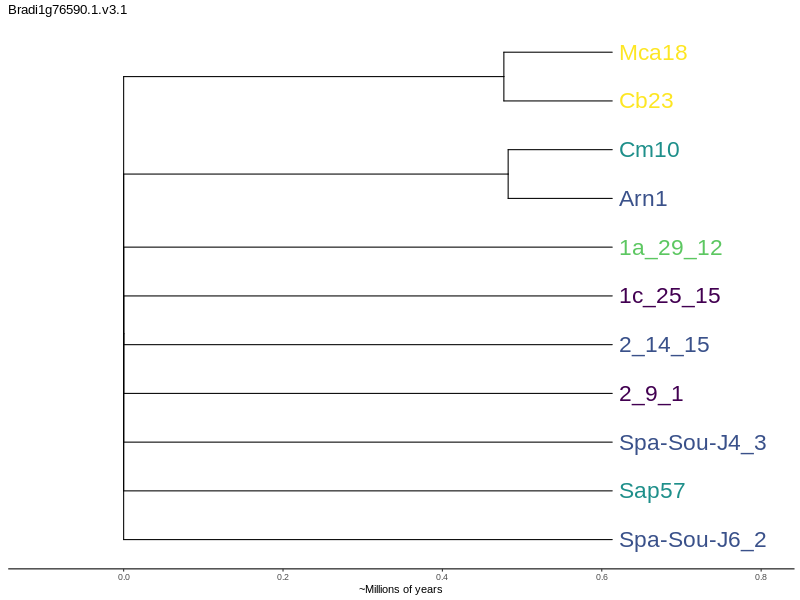 Bradi1g76590.1.v3.1
Mca18
Cb23
Cm10
Arn1
1a_29_12
1c_25_15
2_14_15
2_9_1
Spa-Sou-J4_3
Sap57
Spa-Sou-J6_2
0.0 0.2 0.4 0.6 0.8
~Millions of years